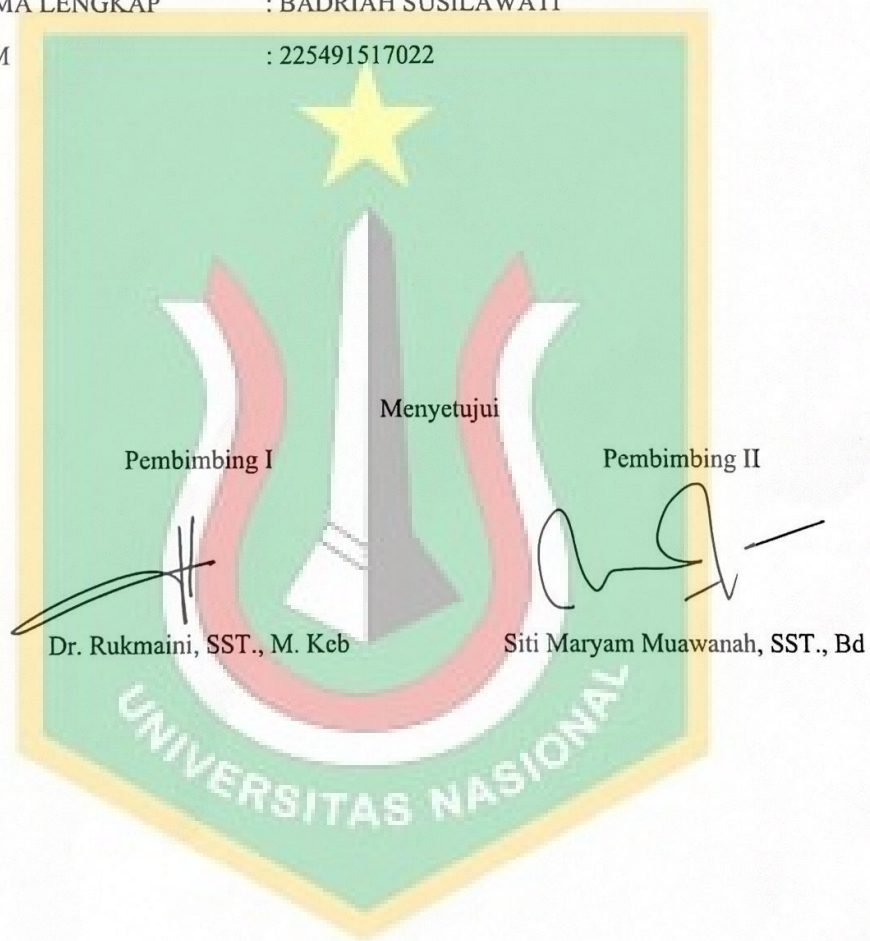 MA LENGKAP : BADRIAH SUSILAWATI
M : 225491517022
Menyetujui
Pembimbing I Pembimbing II
Dr. Rukmaini, SST., M. Keb Siti Maryam Muawanah, SST., Bd
UNIVERSITAS NASIONAL